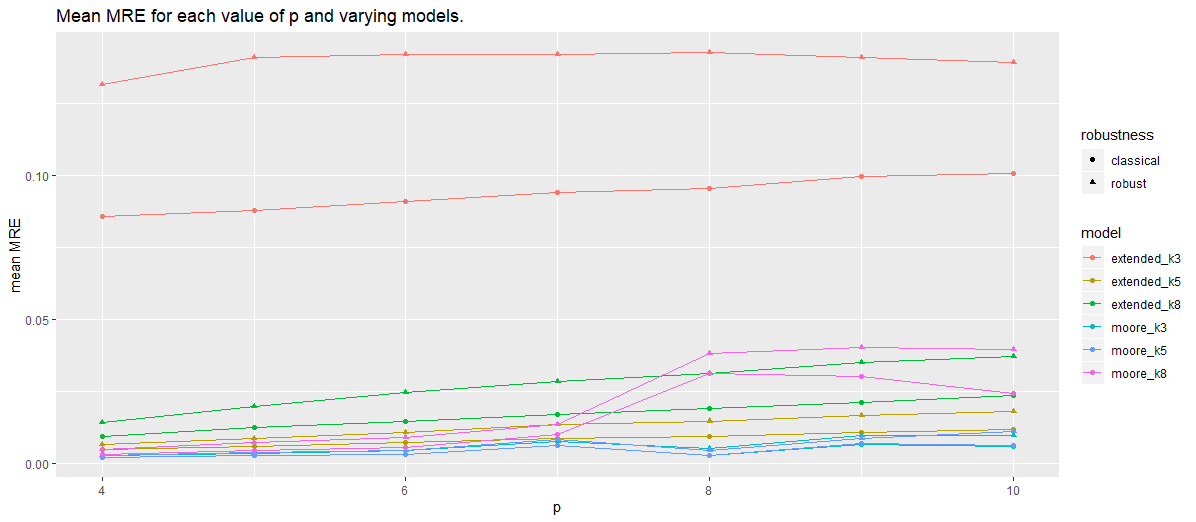 Mean MRE for each value of p and varying models.
mean MRE
0.10
0.05
0.00
4
6
8
10
p
robustness
classical
robust
model
extended_k3
extended_k5
extended_k8
moore_k3
moore_k5
moore_k8